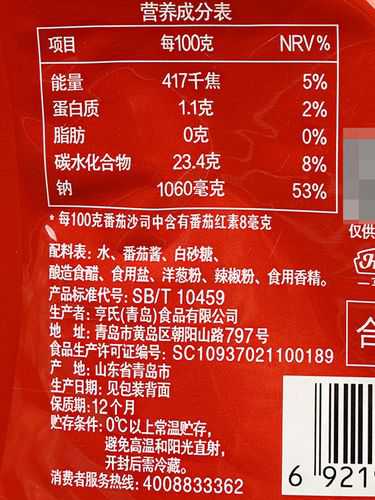 营养成分表
项目 每100克 NRV%
能量 417千焦 5%
蛋白质 1.1克 2%
脂肪 0克 0%
碳水化合物 23.4克 8%
钠 1060毫克 53%
* 每100克番茄沙司中含有番茄红素8毫克
仅供
配料表: 水、番茄酱、白砂糖、
酿造食醋、食用盐、洋葱粉、辣椒粉、食用香精。
产品标准代号: SB/T 10459
生产者: 亨氏(青岛)食品有限公司
地 址: 青岛市黄岛区朝阳山路797号
食品生产许可证编号: SC10937021100189
产 地: 山东省青岛市
生产日期: 见包装背面
保质期: 12个月
贮存条件: 0℃以上常温贮存,
避免高温和阳光直射,
开封后需冷藏。
消费者服务热线: 4008833362
合
6 921